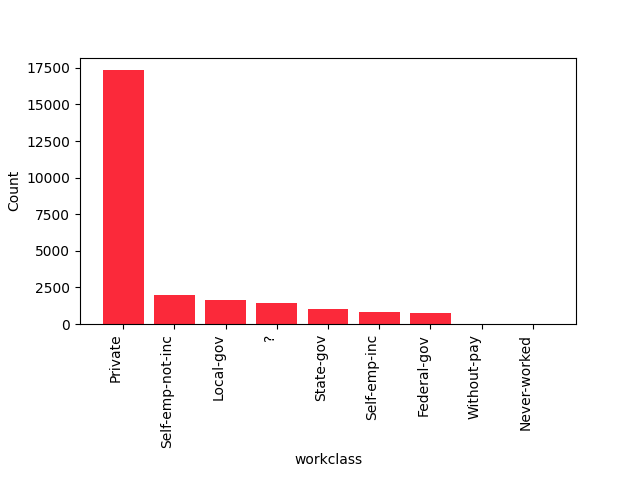 17500
15000
12500
10000
7500
5000
2500
0
Count
Private
Self-emp-not-inc
Local-gov
?
State-gov
Self-emp-inc
Federal-gov
Without-pay
Never-worked
workclass